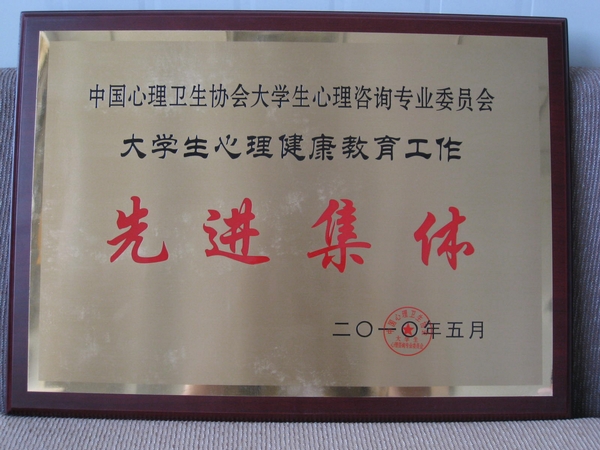 中国心理卫生协会大学生心理咨询专业委员会
大学生心理健康教育工作
先进集体
二〇一〇年五月